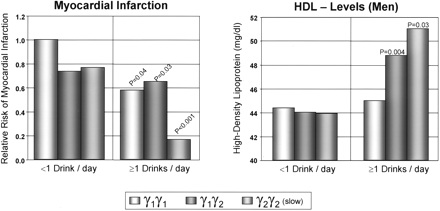 Myocardial Infarction
Relative Risk of Myocardial Infarction
1.2
1.0
0.8
0.6
0.4
0.2
0.0
P=0.04
P=0.03
P<0.001
<1 Drink / day
≥1 Drinks / day
HDL – Levels (Men)
High-Density Lipoprotein (mg/dl)
52
50
48
46
44
42
40
P=0.004
P=0.03
<1 Drink / day
≥1 Drinks / day
γ₁γ₁
γ₁γ₂
γ₂γ₂ (slow)